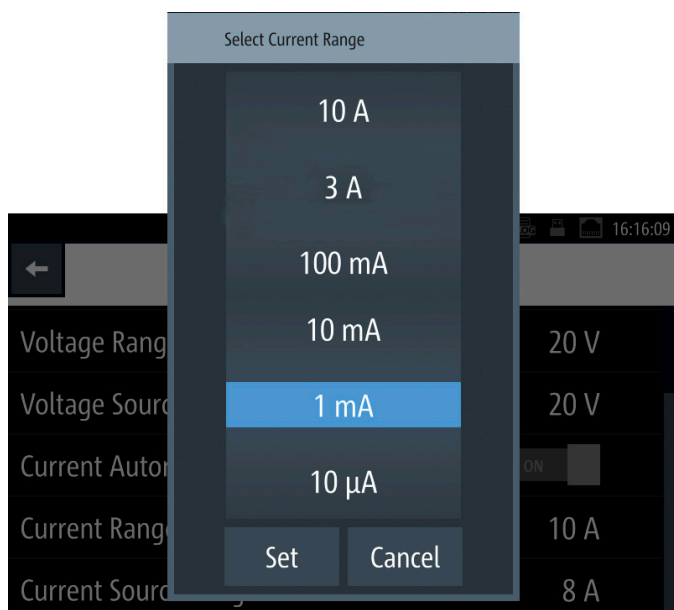 Select Current Range
10 A
3 A
100 mA
10 mA
1 mA
10 µA
Set Cancel
16:16:09
Voltage Rang 20 V
Voltage Sourc 20 V
Current Autor ON
Current Rang 10 A
Current Sourc 8 A